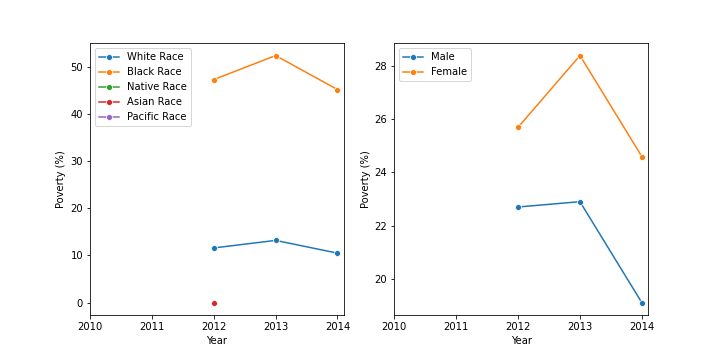 White Race
Black Race
Native Race
Asian Race
Pacific Race
Poverty (%)
50
40
30
20
10
0
2010 2011 2012 2013 2014
Year
Male
Female
Poverty (%)
28
26
24
22
20
2010 2011 2012 2013 2014
Year